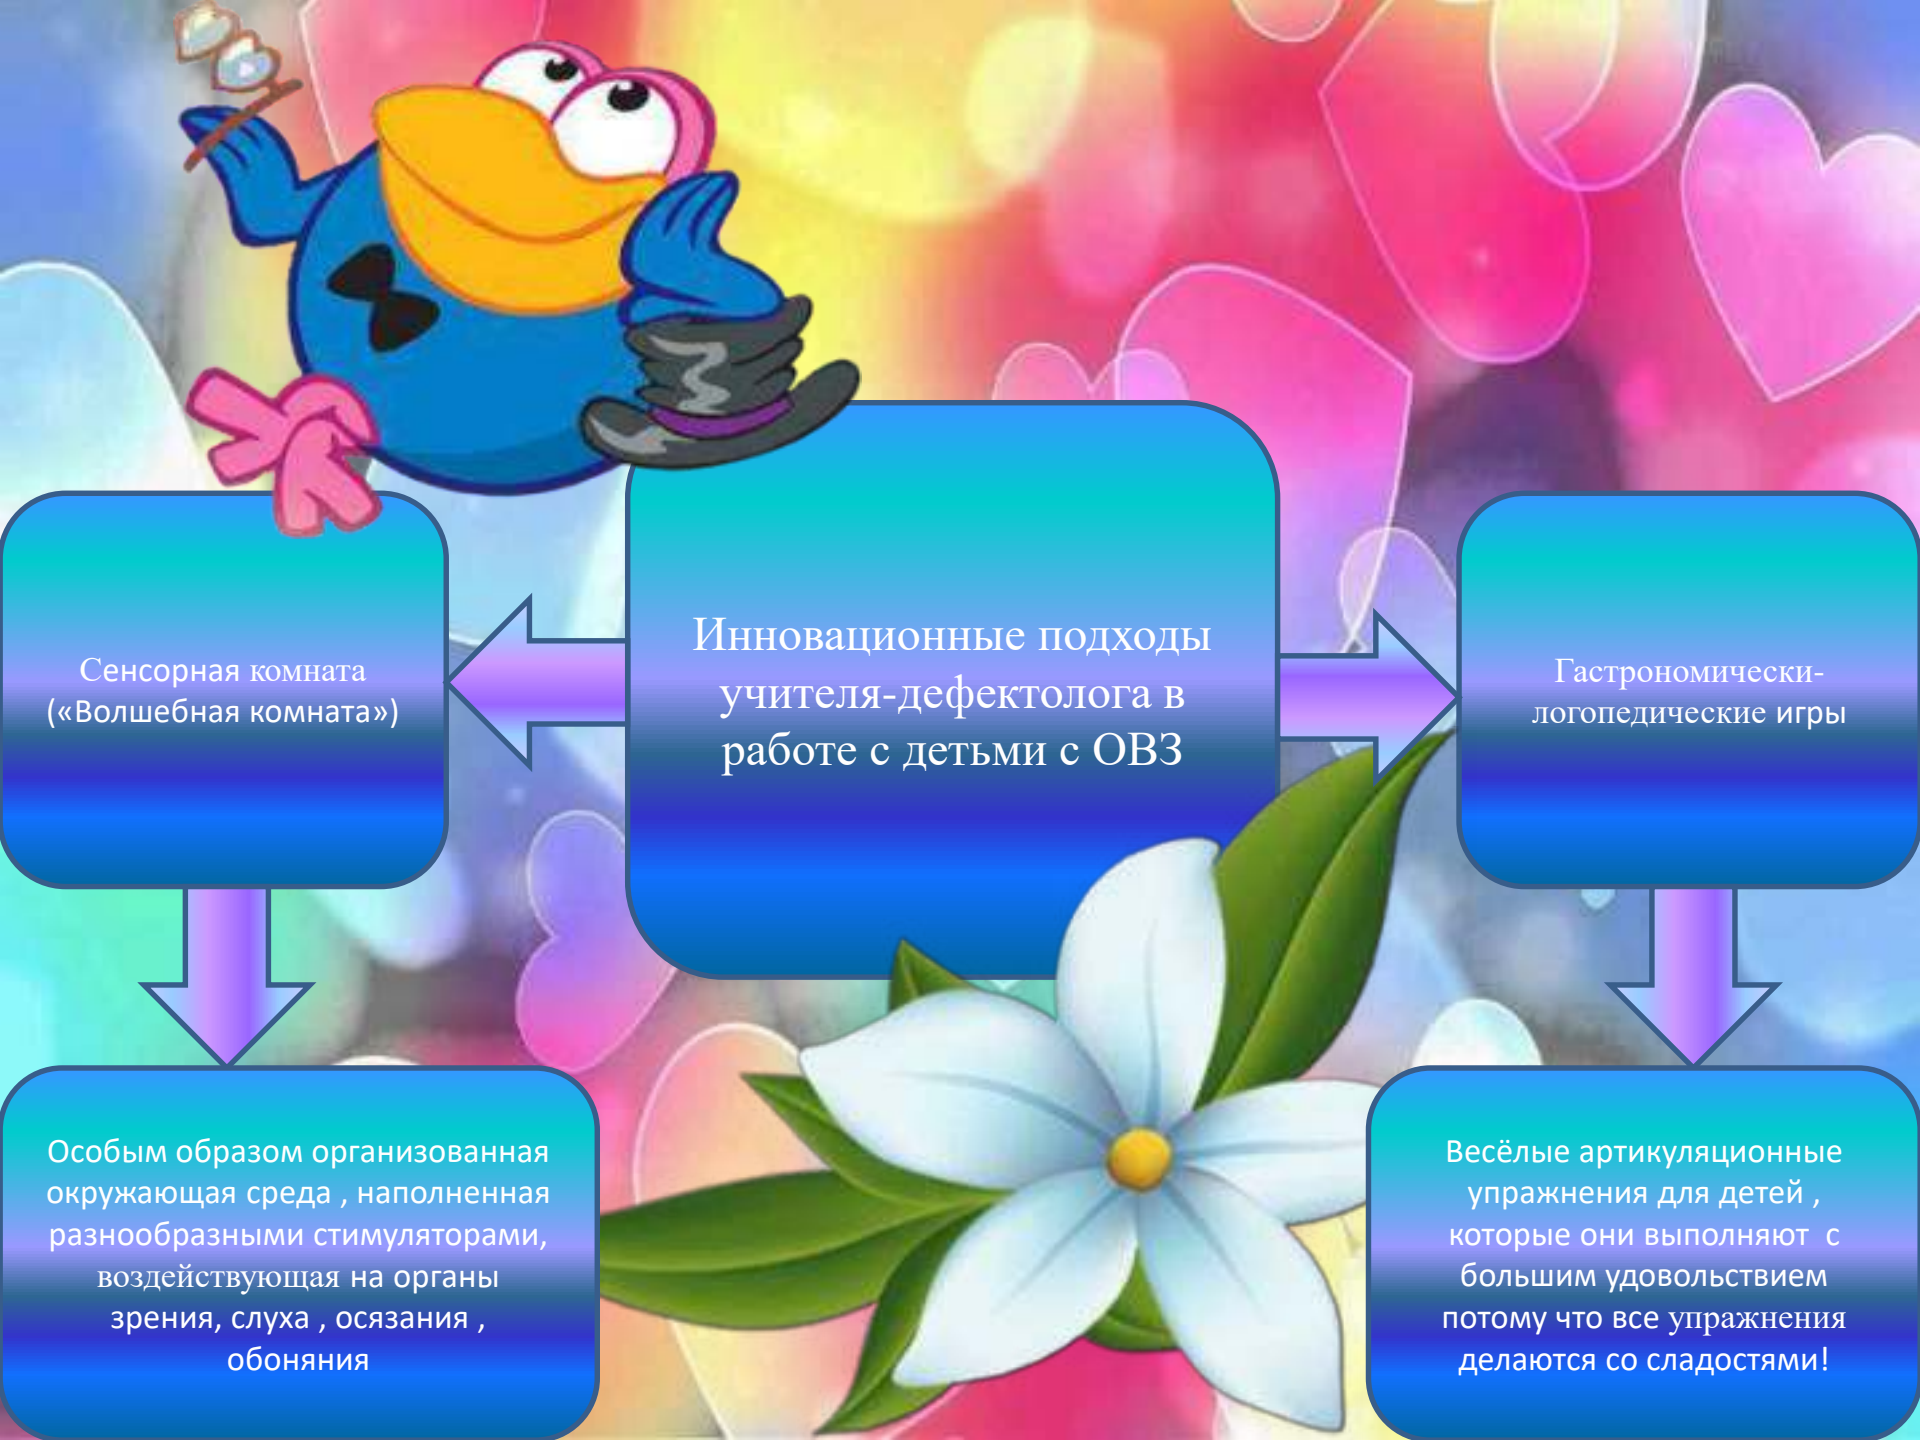 Инновационные подходы
учителя-дефектолога в
работе с детьми с ОВЗ
Сенсорная комната
(«Волшебная комната»)
Гастрономически-
логопедические игры
Особым образом организованная
окружающая среда , наполненная
разнообразными стимуляторами,
воздействующая на органы
зрения, слуха , осязания ,
обоняния
Весёлые артикуляционные
упражнения для детей ,
которые они выполняют  с
большим удовольствием
потому что все упражнения
делаются со сладостями!